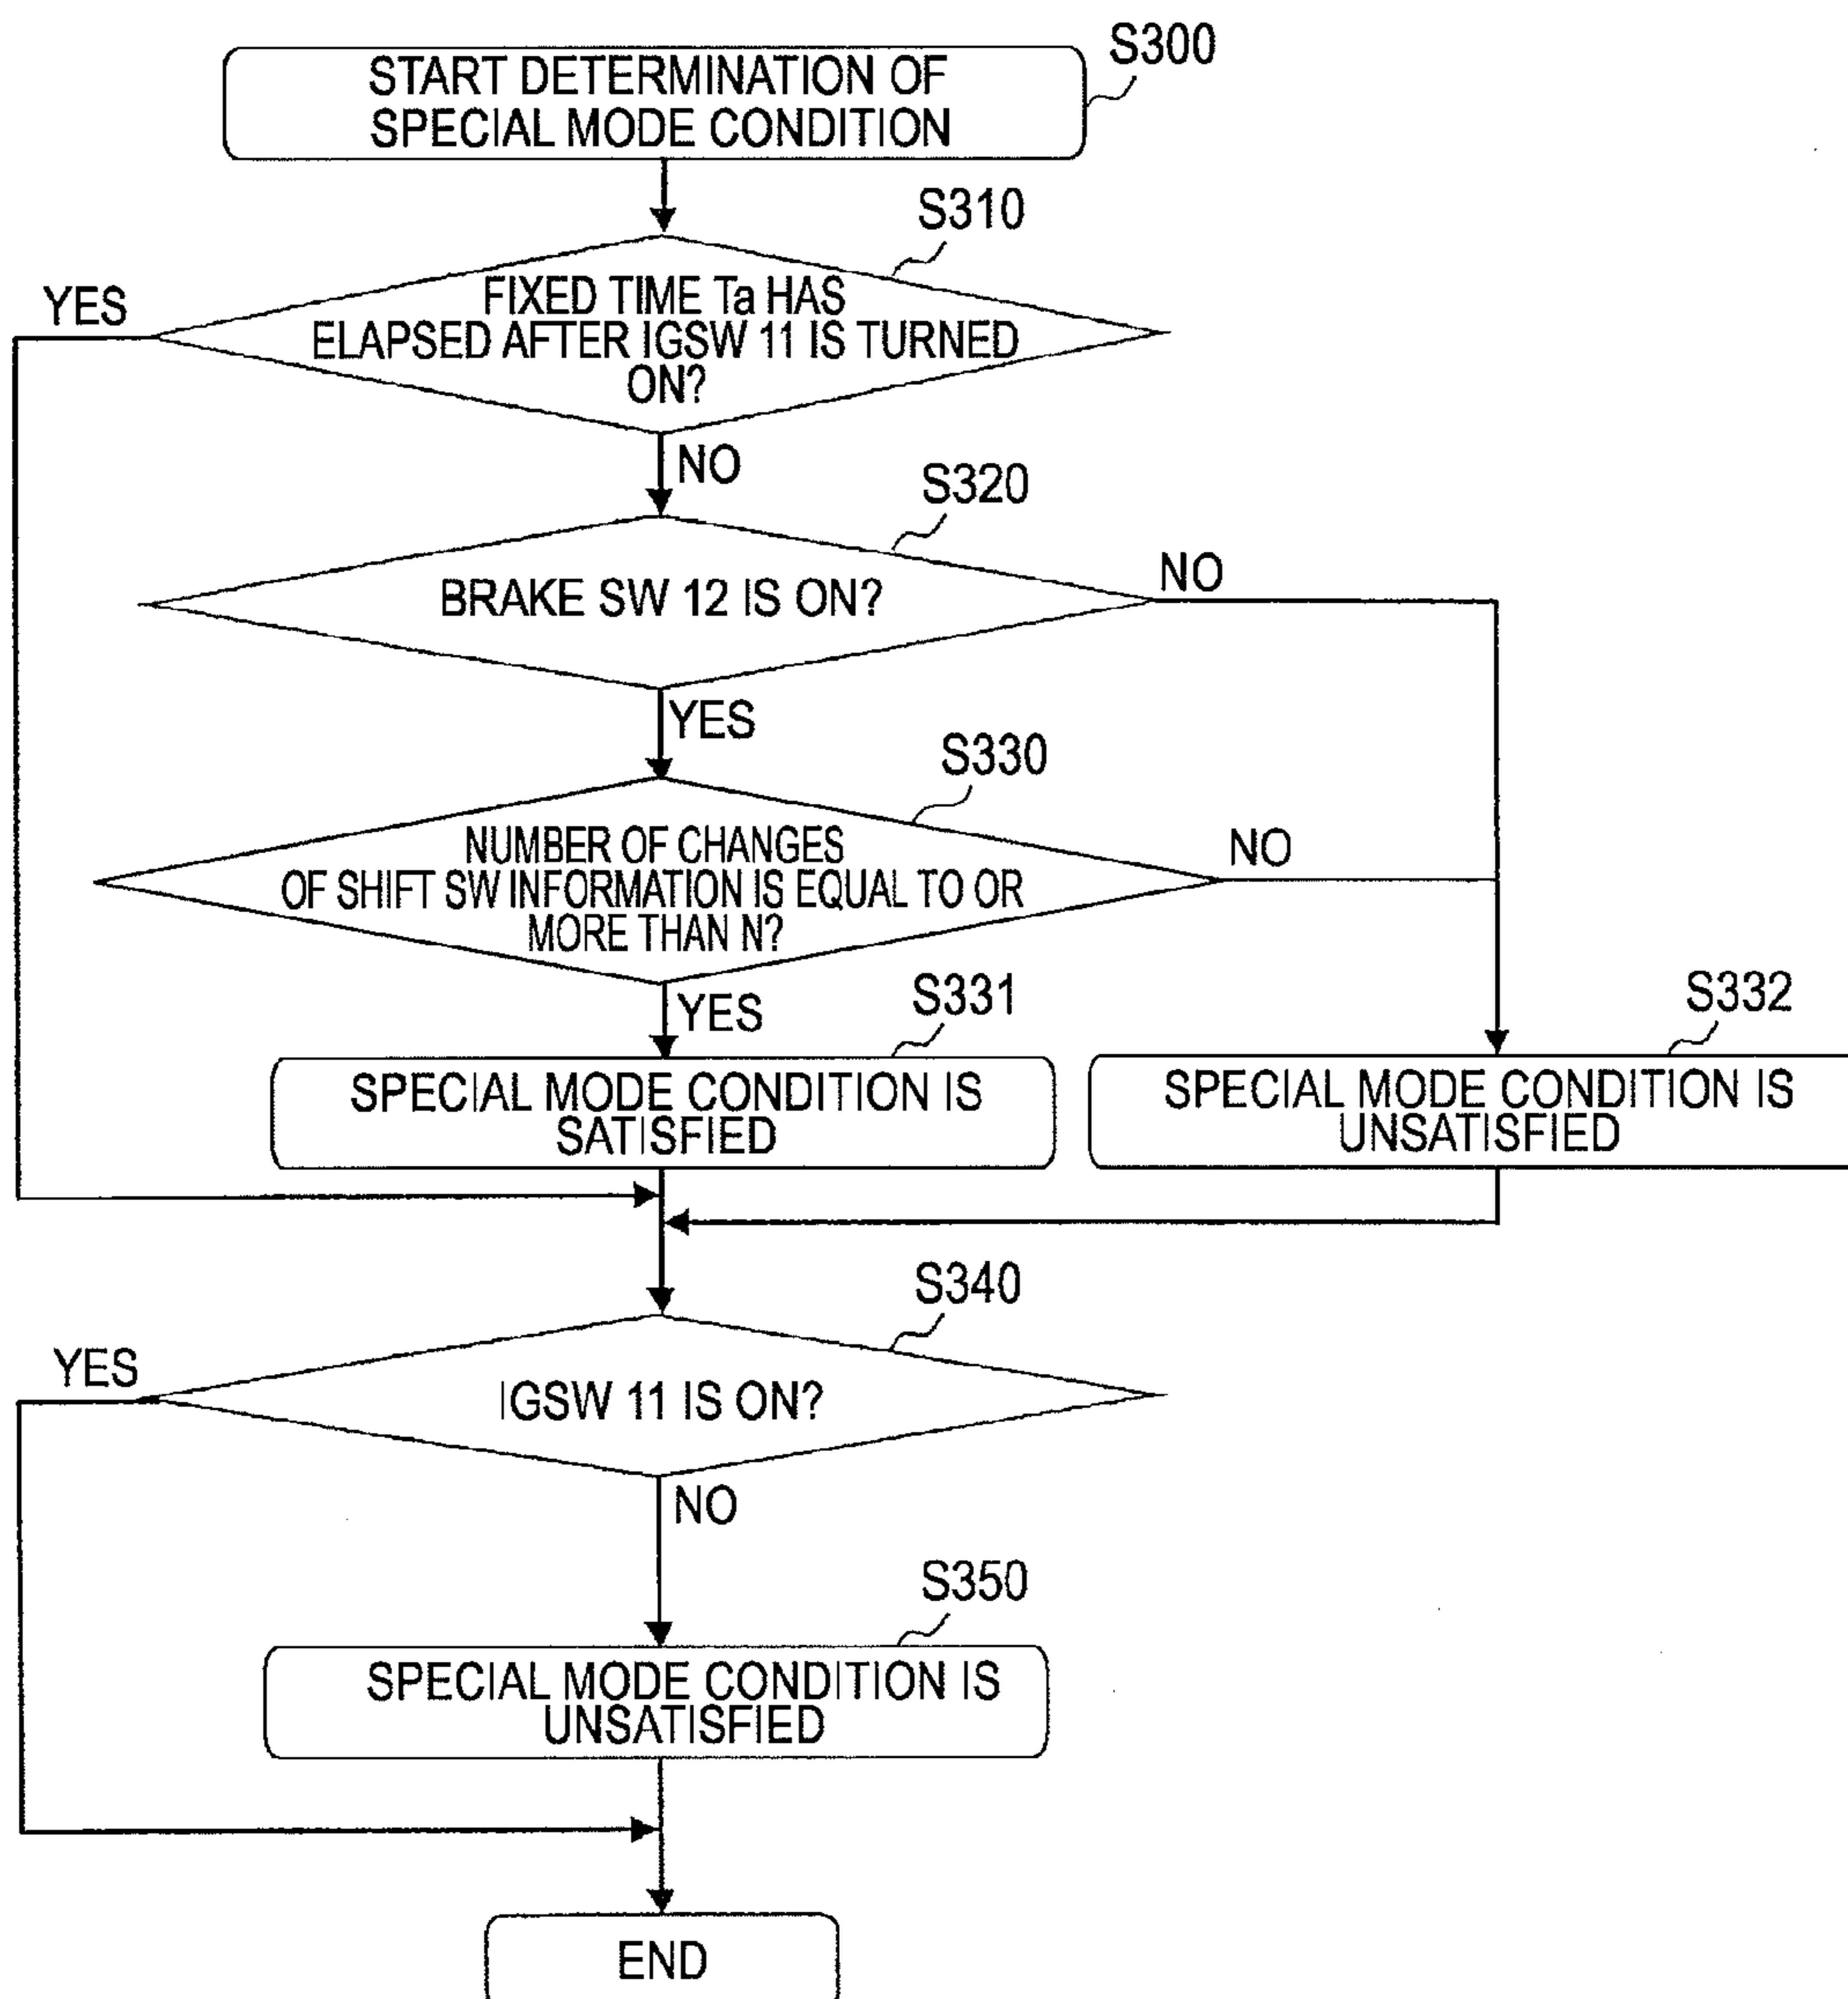 START DETERMINATION OF
SPECIAL MODE CONDITION
S300
S310
FIXED TIME Ta HAS
ELAPSED AFTER IGSW 11 IS TURNED
ON?
YES
NO
S320
BRAKE SW 12 IS ON?
NO
YES
S330
NUMBER OF CHANGES
OF SHIFT SW INFORMATION IS EQUAL TO OR
MORE THAN N?
NO
YES
S331
SPECIAL MODE CONDITION IS
SATISFIED
S332
SPECIAL MODE CONDITION IS
UNSATISFIED
S340
YES
IGSW 11 IS ON?
NO
S350
SPECIAL MODE CONDITION IS
UNSATISFIED
END